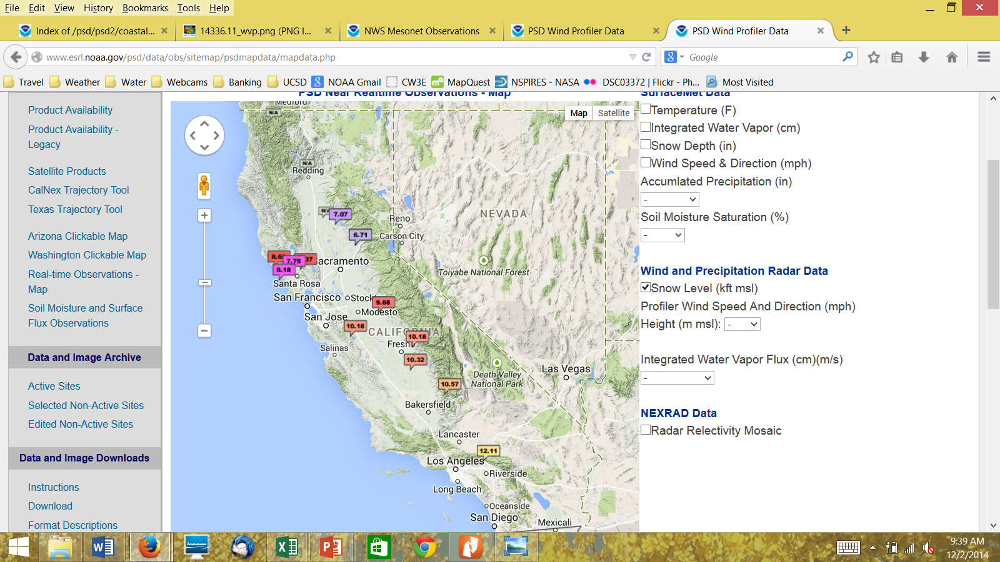 File Edit View History Bookmarks Tools Help
Index of /psd/psd2/coastal... 14336.11_wvp.png (PNG I... NWS Mesonet Observations PSD Wind Profiler Data PSD Wind Profiler Data
www.esrl.noaa.gov/psd/data/obs/sitemap/psdmapdata/mapdata.php
Google
Travel Weather Water Webcams Banking UCSD NOAA Gmail CW3E MapQuest NSPIRES - NASA DSC03372 | Flickr - Ph... Most Visited
Product Availability
Product Availability -
Legacy
Satellite Products
CalNex Trajectory Tool
Texas Trajectory Tool
Arizona Clickable Map
Washington Clickable Map
Real-time Observations -
Map
Soil Moisture and Surface
Flux Observations
Data and Image Archive
Active Sites
Selected Non-Active Sites
Edited Non-Active Sites
Data and Image Downloads
Instructions
Download
Format Descriptions
PSD Near Realtime Observations - Map
Map Satellite
Medford
N/A
N/A
Redding
N/A
7.07
Reno
NEVADA
6.71
Carson City
8.6
7.75
37
Sacramento
8.18
Toiyabe National Forest
Santa Rosa
San Francisco
Stock
9.68
Modesto
San Jose
10.18
CALIFORNIA
10.18
Fresno
Salinas
10.32
Las Vegas
Death Valley
National Park
10.57
Bakersfield
Lancaster
12.11
Los Angeles
Riverside
Long Beach
Oceanside
San Diego
Mexicali
SurfaceMet Data
Temperature (F)
Integrated Water Vapor (cm)
Snow Depth (in)
Wind Speed & Direction (mph)
Accumlated Precipitation (in)
-
Soil Moisture Saturation (%)
-
Wind and Precipitation Radar Data
Snow Level (kft msl)
Profiler Wind Speed And Direction (mph)
Height (m msl): -
Integrated Water Vapor Flux (cm)(m/s)
-
NEXRAD Data
Radar Relectivity Mosaic
9:39 AM
12/2/2014